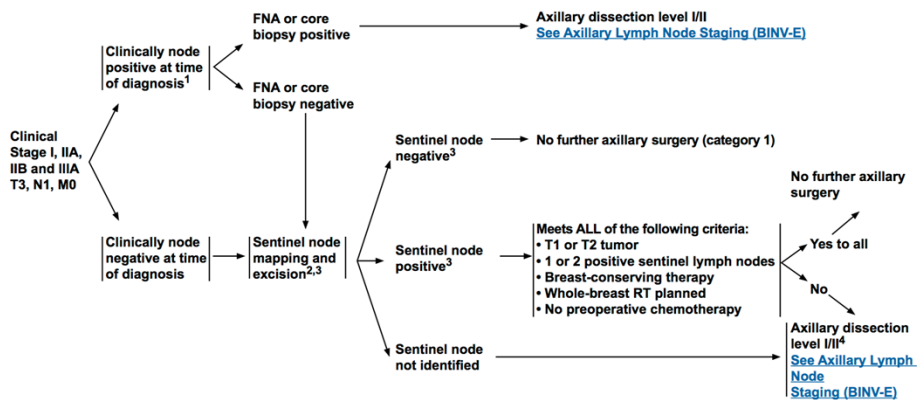 FNA or core
biopsy positive
Axillary dissection level I/II
See Axillary Lymph Node Staging (BINV-E)
Clinically node
positive at time
of diagnosis1
FNA or core
biopsy negative
Clinical
Stage I, IIA,
IIB and IIIA
T3, N1, M0
Sentinel node
negative3
No further axillary surgery (category 1)
No further axillary
surgery
Clinically node
negative at time
of diagnosis
Sentinel node
mapping and
excision2,3
Sentinel node
positive3
Meets ALL of the following criteria:
• T1 or T2 tumor
• 1 or 2 positive sentinel lymph nodes
• Breast-conserving therapy
• Whole-breast RT planned
• No preoperative chemotherapy
Yes to all
No
Sentinel node
not identified
Axillary dissection
level I/II4
See Axillary Lymph
Node
Staging (BINV-E)